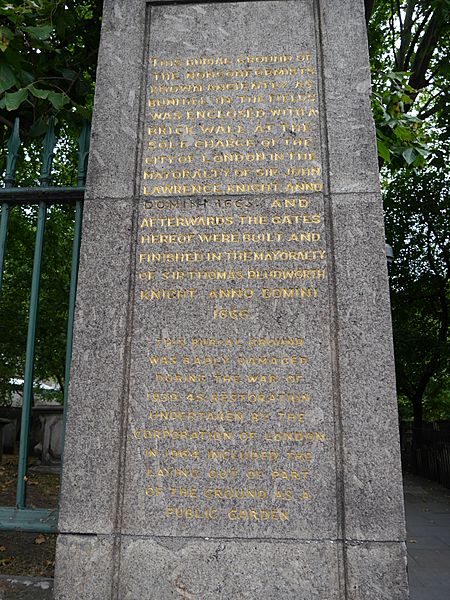 THIS BURIAL GROUND OF
THE NONCONFORMISTS
KNOWN ANCIENTLY AS
BUNHILL IN THE FIELDS
WAS ENCLOSED WITH A
BRICK WALL AT THE
SOLE CHARGE OF THE
CITY OF LONDON IN THE
MAYORALTY OF SIR JOHN
LAWRENCE KNIGHT, ANNO
DOMINI 1665, AND
AFTERWARDS THE GATES
HEREOF WERE BUILT AND
FINISHED IN THE MAYORALTY
OF SIR THOMAS BLUDWORTH
KNIGHT, ANNO DOMINI
1666.
THIS BURIAL GROUND
WAS BADLY DAMAGED
DURING THE WAR OF
1939-45. RESTORATION
UNDERTAKEN BY THE
CORPORATION OF LONDON
IN 1964 INCLUDED THE
LAYING OUT OF PART
OF THE GROUND AS A
PUBLIC GARDEN